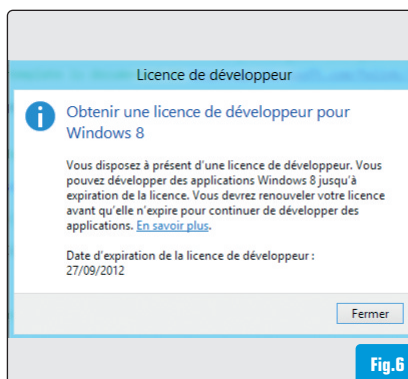 Licence de développeur
Obtenir une licence de développeur pour
Windows 8
Vous disposez à présent d'une licence de développeur. Vous
pouvez développer des applications Windows 8 jusqu'à
expiration de la licence. Vous devrez renouveler votre licence
avant qu'elle n'expire pour continuer de développer des
applications. En savoir plus.
Date d'expiration de la licence de développeur :
27/09/2012
Fermer
Fig.6